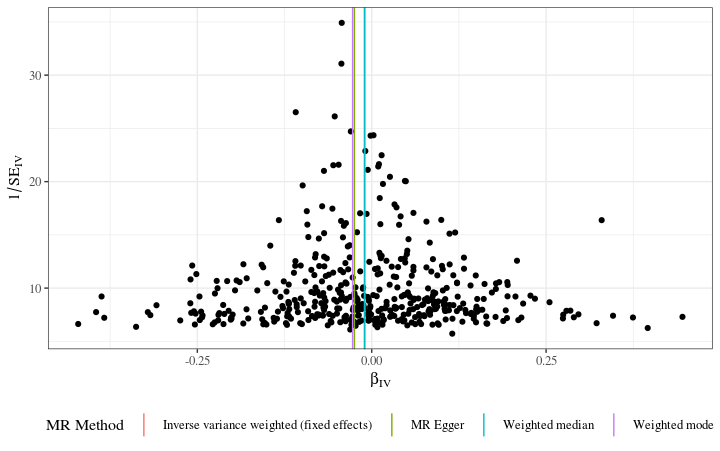 30
20
10
1/SE_IV
-0.25
0.00
0.25
β_IV
MR Method
Inverse variance weighted (fixed effects)
MR Egger
Weighted median
Weighted mode